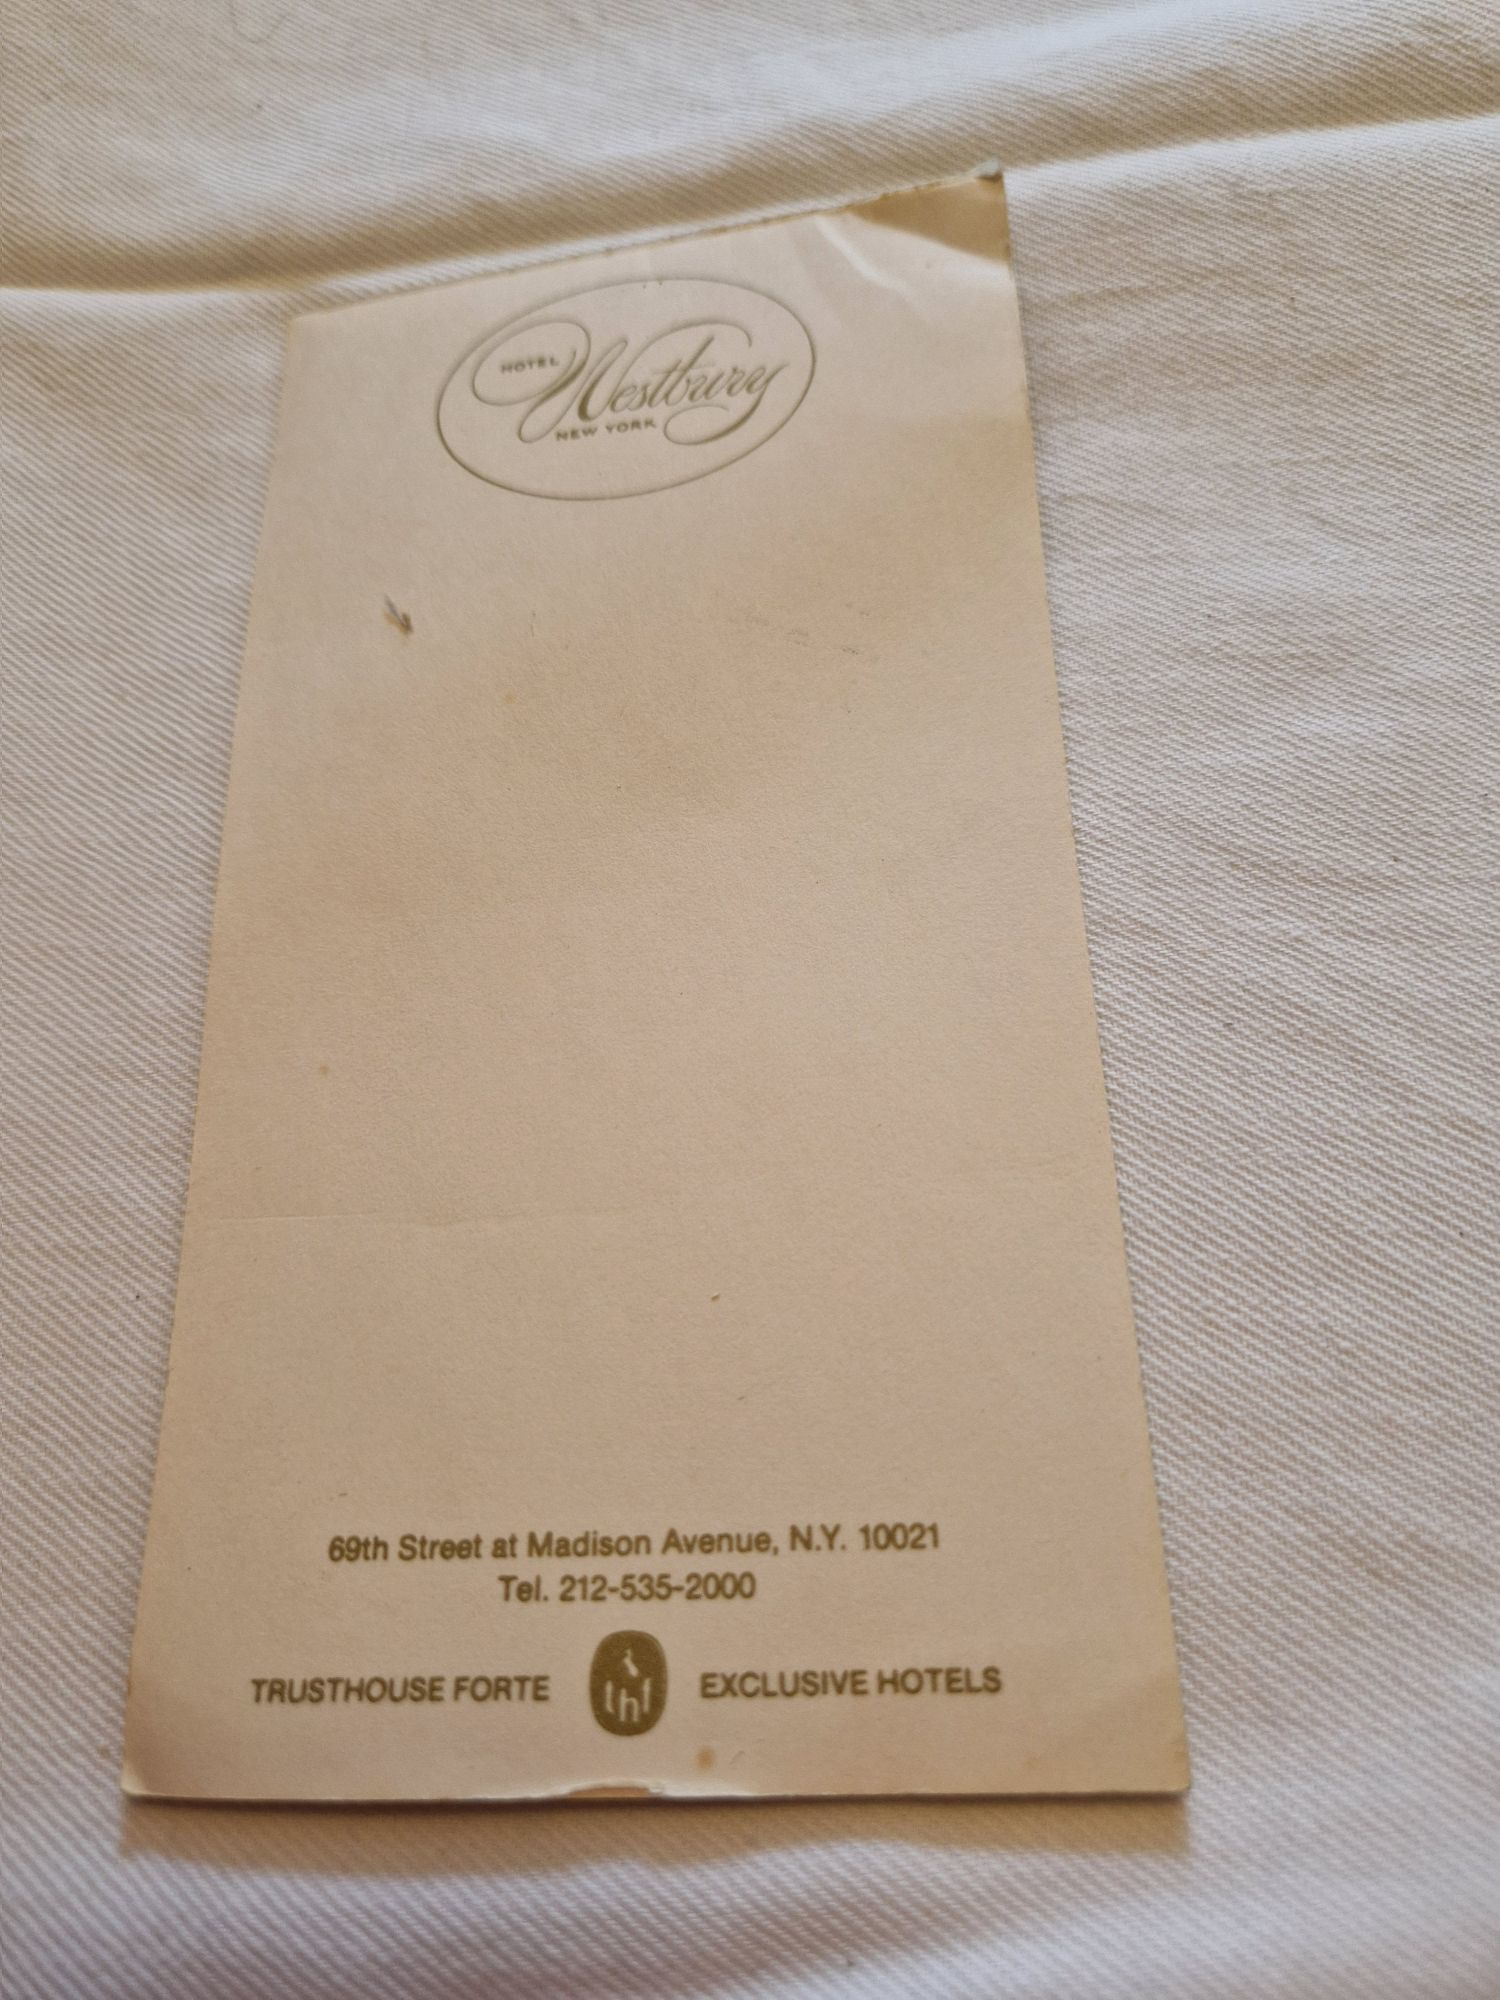 HOTEL Westbury
NEW YORK
69th Street at Madison Avenue, N.Y. 10021
Tel. 212-535-2000
TRUSTHOUSE FORTE thf EXCLUSIVE HOTELS